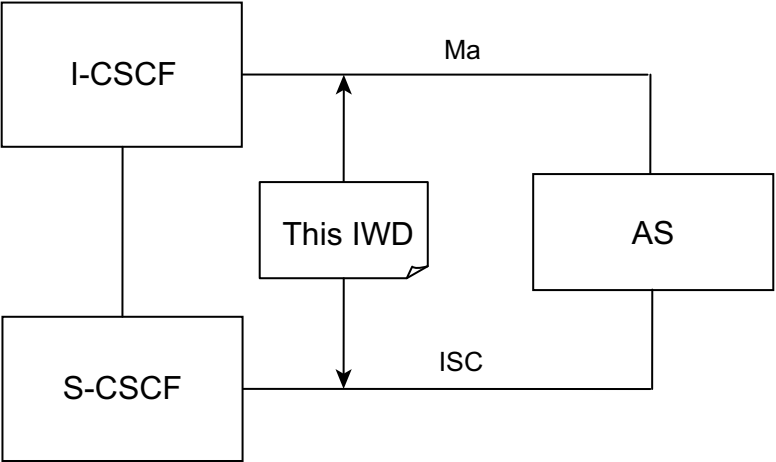 I-CSCF
Ma
This IWD
AS
ISC
S-CSCF